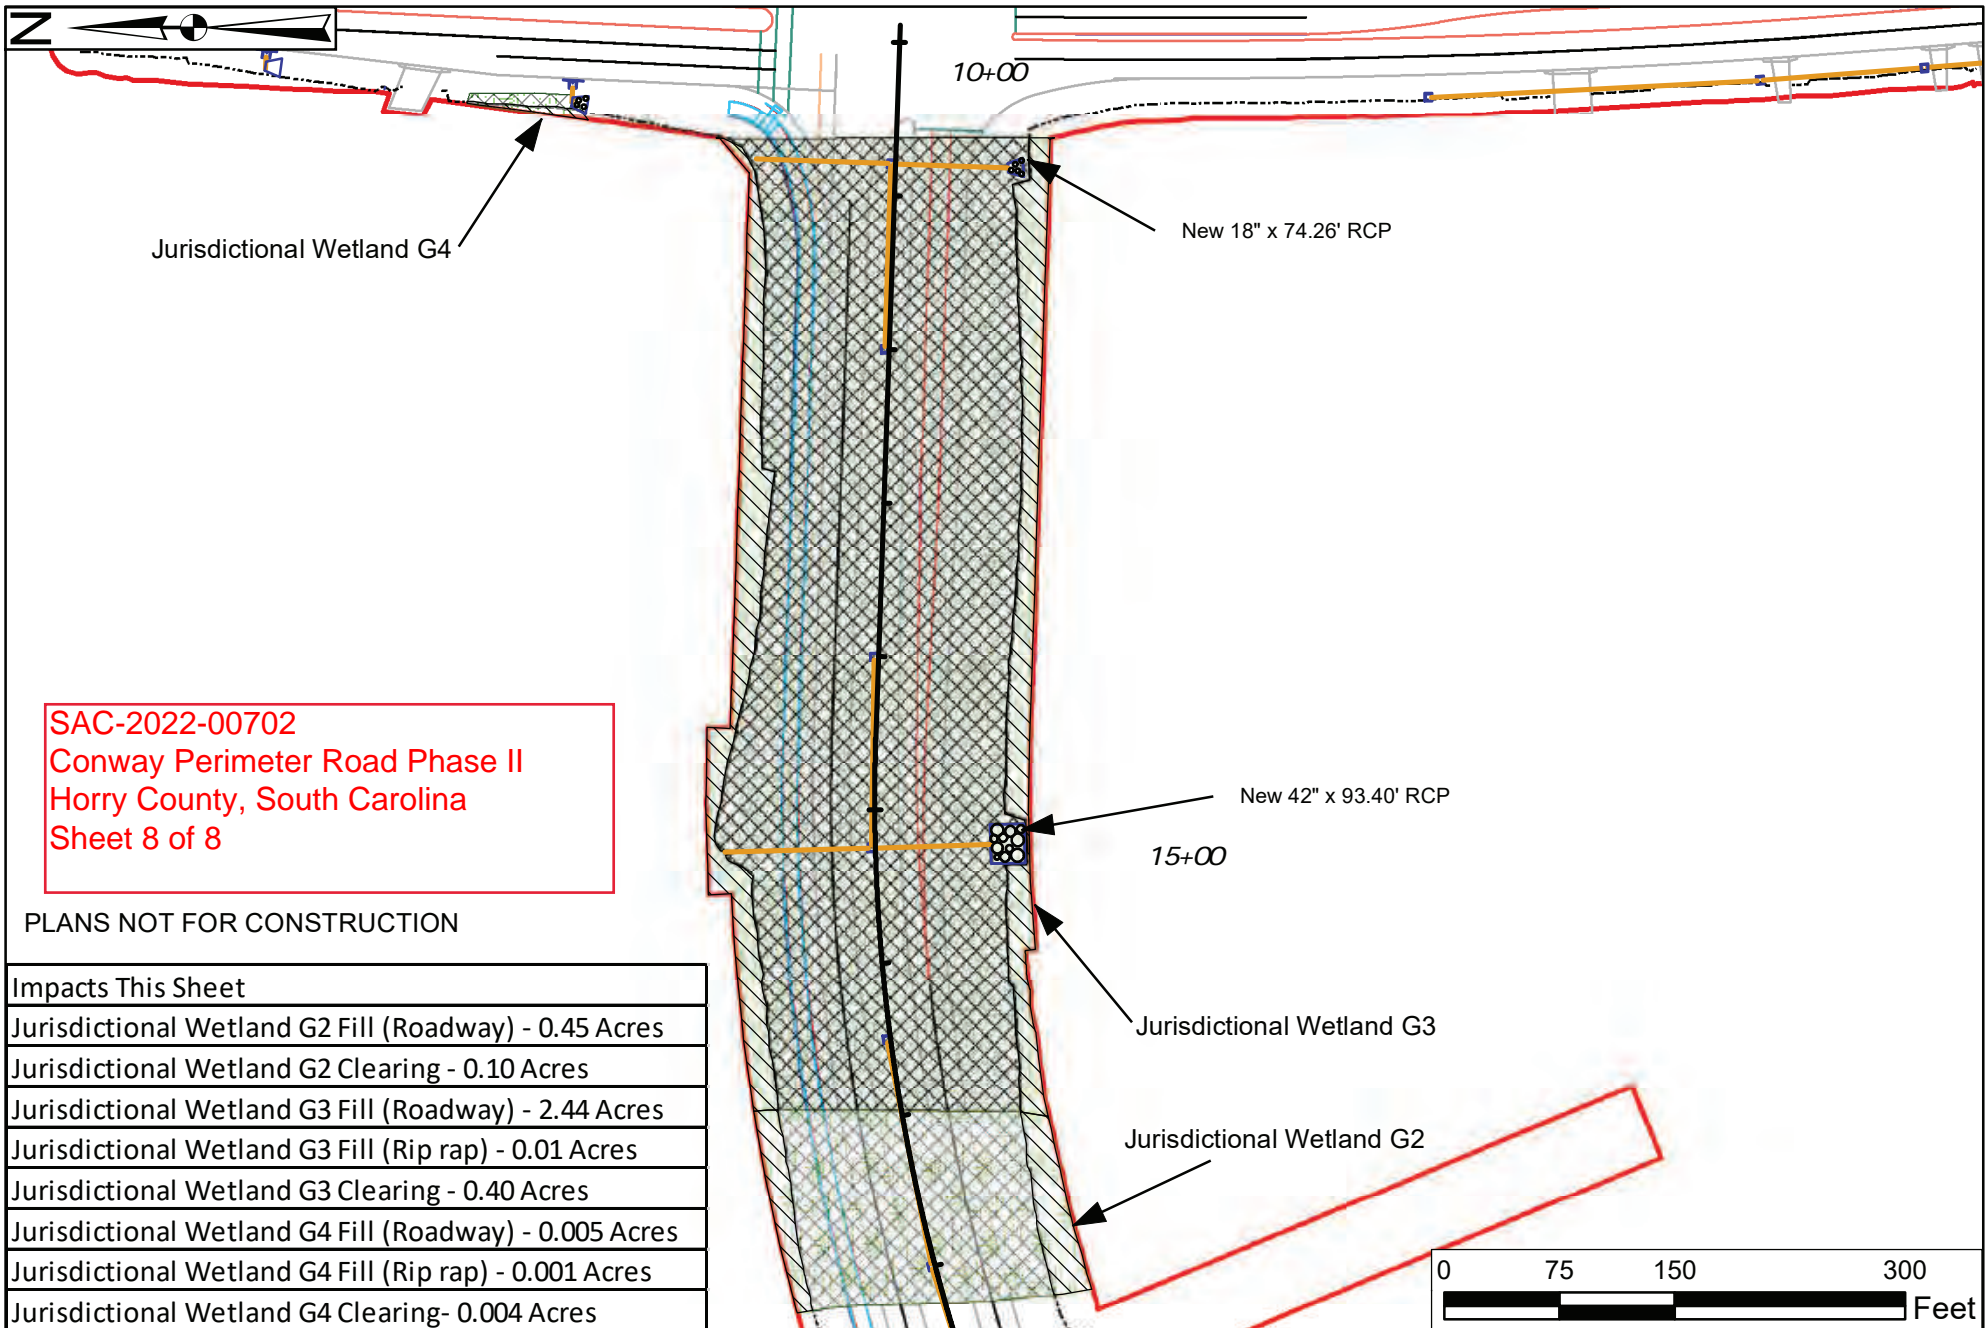 N
10+00
Jurisdictional Wetland G4
New 18" x 74.26' RCP
SAC-2022-00702
Conway Perimeter Road Phase II
Horry County, South Carolina
Sheet 8 of 8
New 42" x 93.40' RCP
15+00
PLANS NOT FOR CONSTRUCTION
Impacts This Sheet
Jurisdictional Wetland G2 Fill (Roadway) - 0.45 Acres
Jurisdictional Wetland G2 Clearing - 0.10 Acres
Jurisdictional Wetland G3 Fill (Roadway) - 2.44 Acres
Jurisdictional Wetland G3 Fill (Rip rap) - 0.01 Acres
Jurisdictional Wetland G3 Clearing - 0.40 Acres
Jurisdictional Wetland G4 Fill (Roadway) - 0.005 Acres
Jurisdictional Wetland G4 Fill (Rip rap) - 0.001 Acres
Jurisdictional Wetland G4 Clearing- 0.004 Acres
Jurisdictional Wetland G3
Jurisdictional Wetland G2
0 75 150 300
Feet